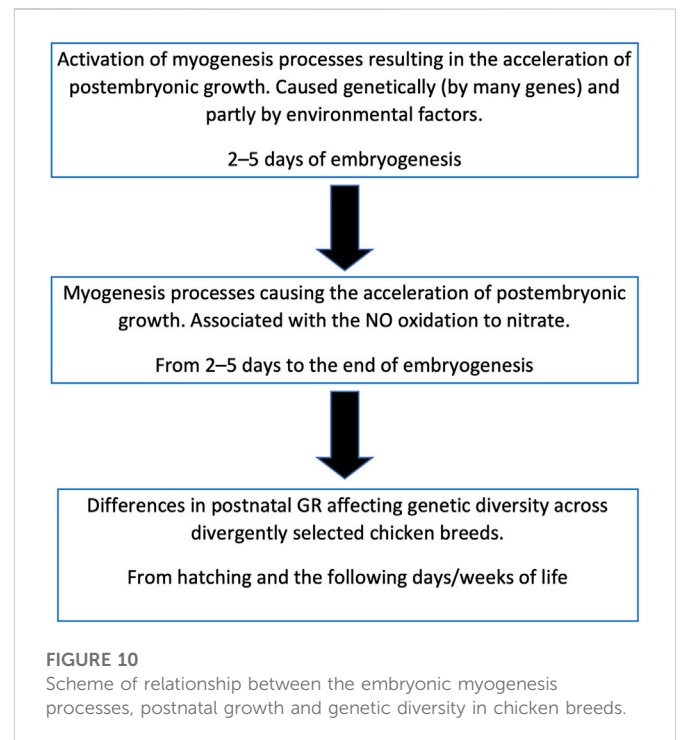 Activation of myogenesis processes resulting in the acceleration of
postembryonic growth. Caused genetically (by many genes) and
partly by environmental factors.
2–5 days of embryogenesis
Myogenesis processes causing the acceleration of postembryonic
growth. Associated with the NO oxidation to nitrate.
From 2–5 days to the end of embryogenesis
Differences in postnatal GR affecting genetic diversity across
divergently selected chicken breeds.
From hatching and the following days/weeks of life
FIGURE 10
Scheme of relationship between the embryonic myogenesis
processes, postnatal growth and genetic diversity in chicken breeds.